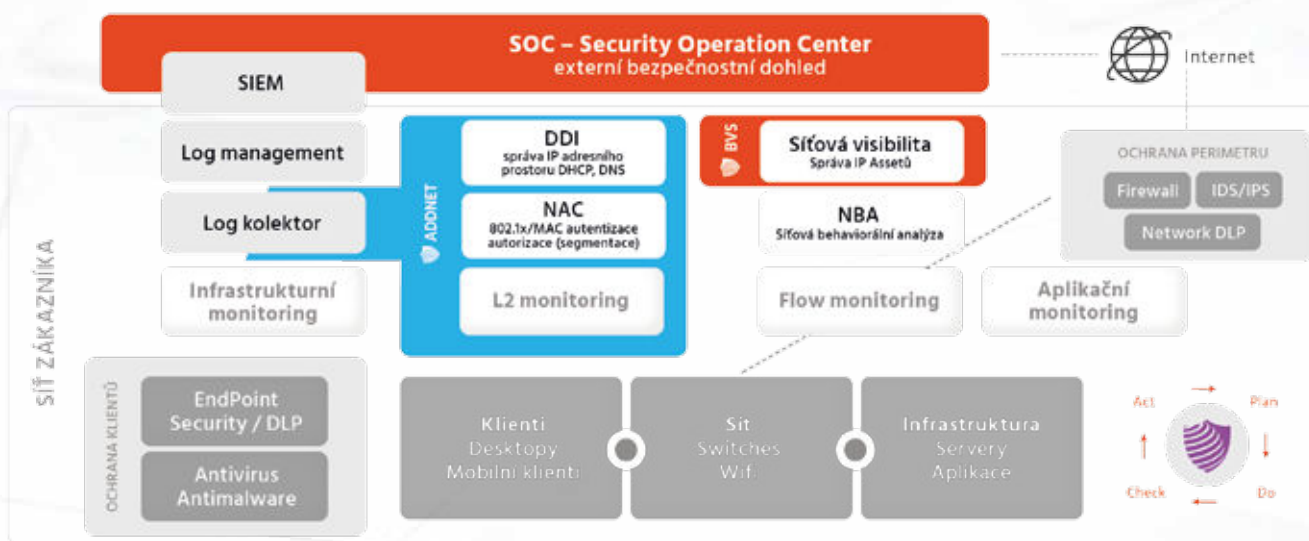 SOC – Security Operation Center
externí bezpečnostní dohled
Internet
SIEM
Log management
Log kolektor
Infrastrukturní
monitoring
ADDNET
DDI
správa IP adresního
prostoru DHCP, DNS
NAC
802.1x/MAC autentizace
autorizace (segmentace)
L2 monitoring
BVS
Síťová visibilita
Správa IP Assetů
NBA
Síťová behaviorální analýza
Flow monitoring
Aplikační
monitoring
OCHRANA PERIMETRU
Firewall
IDS/IPS
Network DLP
SÍŤ ZÁKAZNÍKA
OCHRANA KLIENTŮ
EndPoint
Security / DLP
Antivirus
Antimalware
Klienti
Desktopy
Mobilní klienti
Sít
Switches
Wifi
Infrastruktura
Servery
Aplikace
Act
Plan
Check
Do